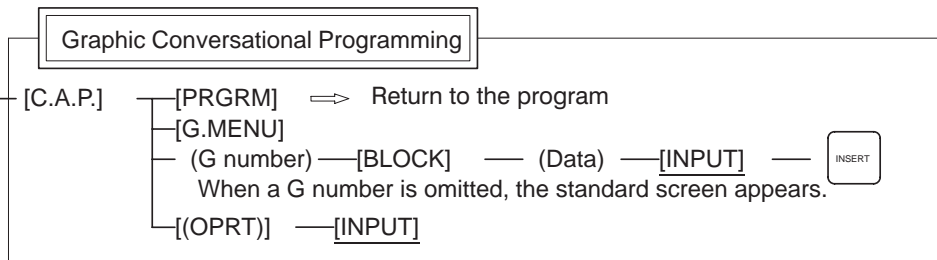 Graphic Conversational Programming
[C.A.P.] [PRGRM] ⇒ Return to the program
[G.MENU]
(G number) [BLOCK] (Data) [INPUT] INSERT
When a G number is omitted, the standard screen appears.
[(OPRT)] [INPUT]